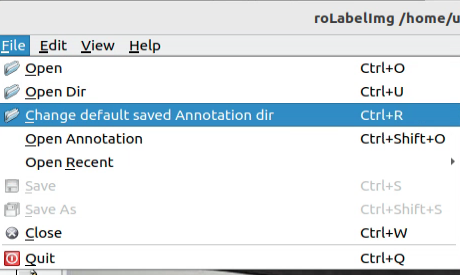 roLabelImg /home/u
File Edit View Help
Open Ctrl+O
Open Dir Ctrl+U
Change default saved Annotation dir Ctrl+R
Open Annotation Ctrl+Shift+O
Open Recent
Save Ctrl+S
Save As Ctrl+Shift+S
Close Ctrl+W
Quit Ctrl+Q